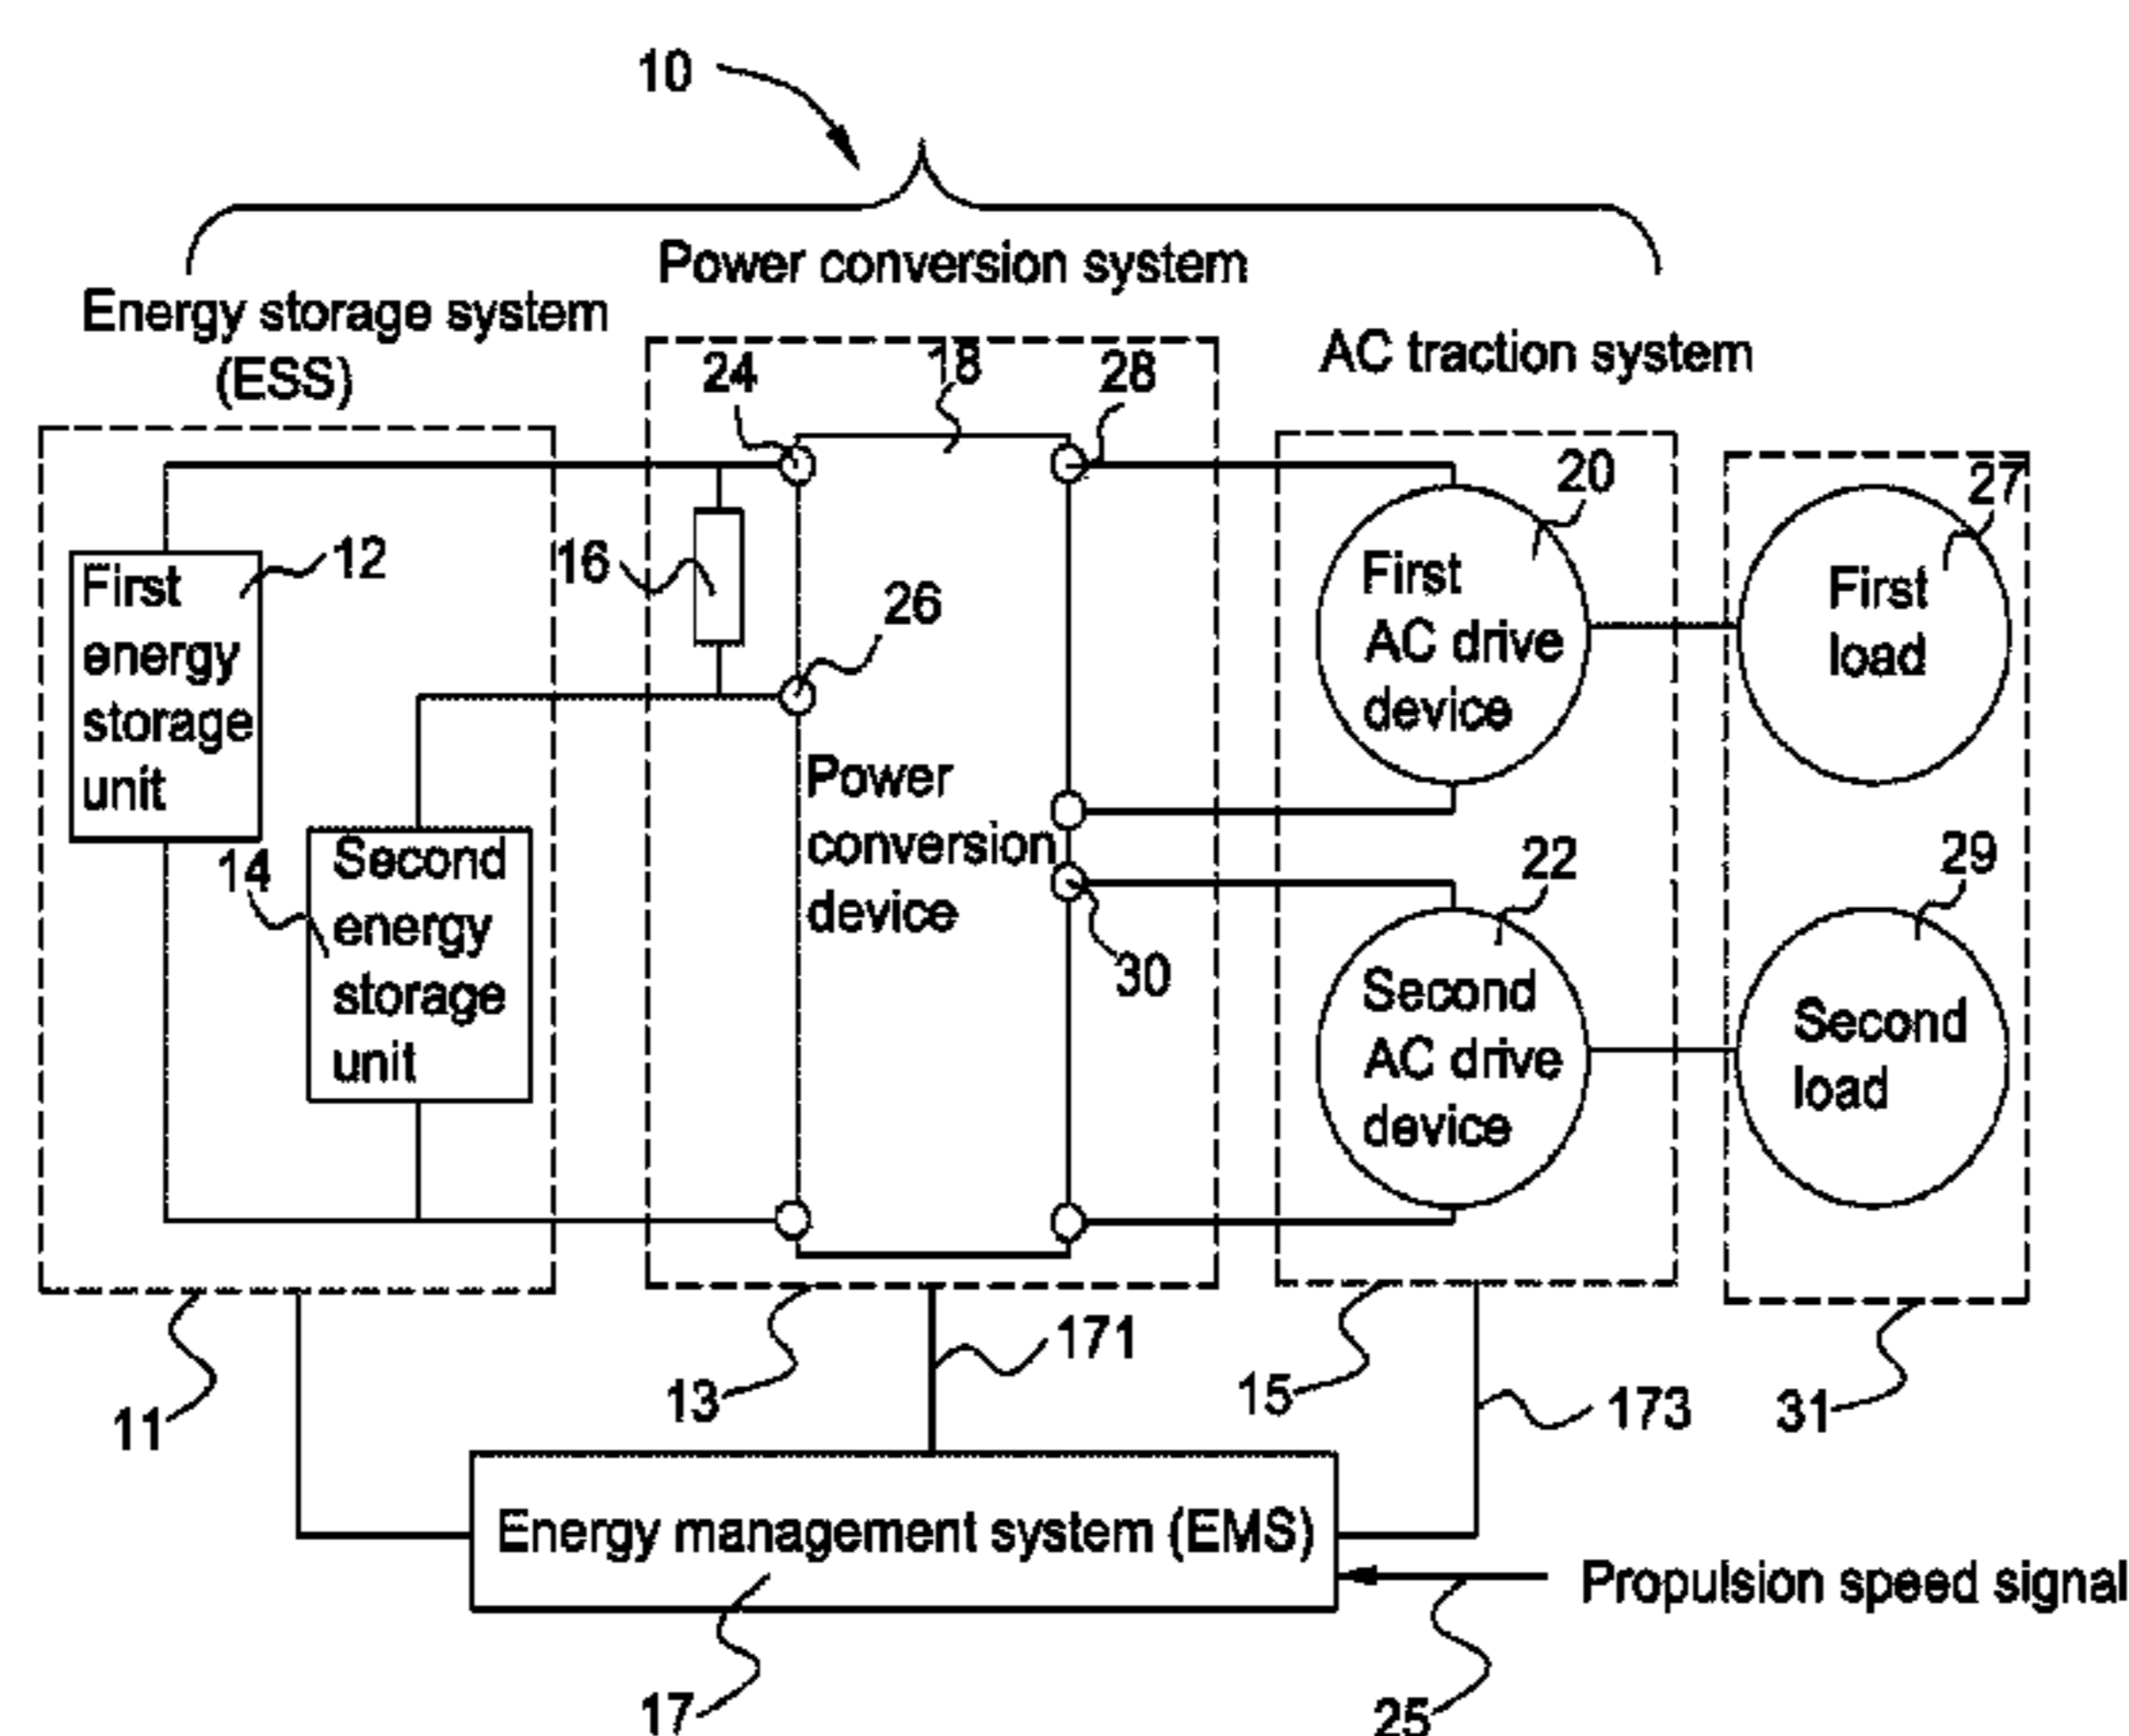 10
Power conversion system
Energy storage system
(ESS)
AC traction system
24
18
28
20
27
12
16
26
First
energy
storage
unit
First
AC drive
device
First
load
Power
conversion
device
14
Second
energy
storage
unit
22
29
30
Second
AC drive
device
Second
load
11
13
171
15
173
31
Energy management system (EMS)
Propulsion speed signal
17
25